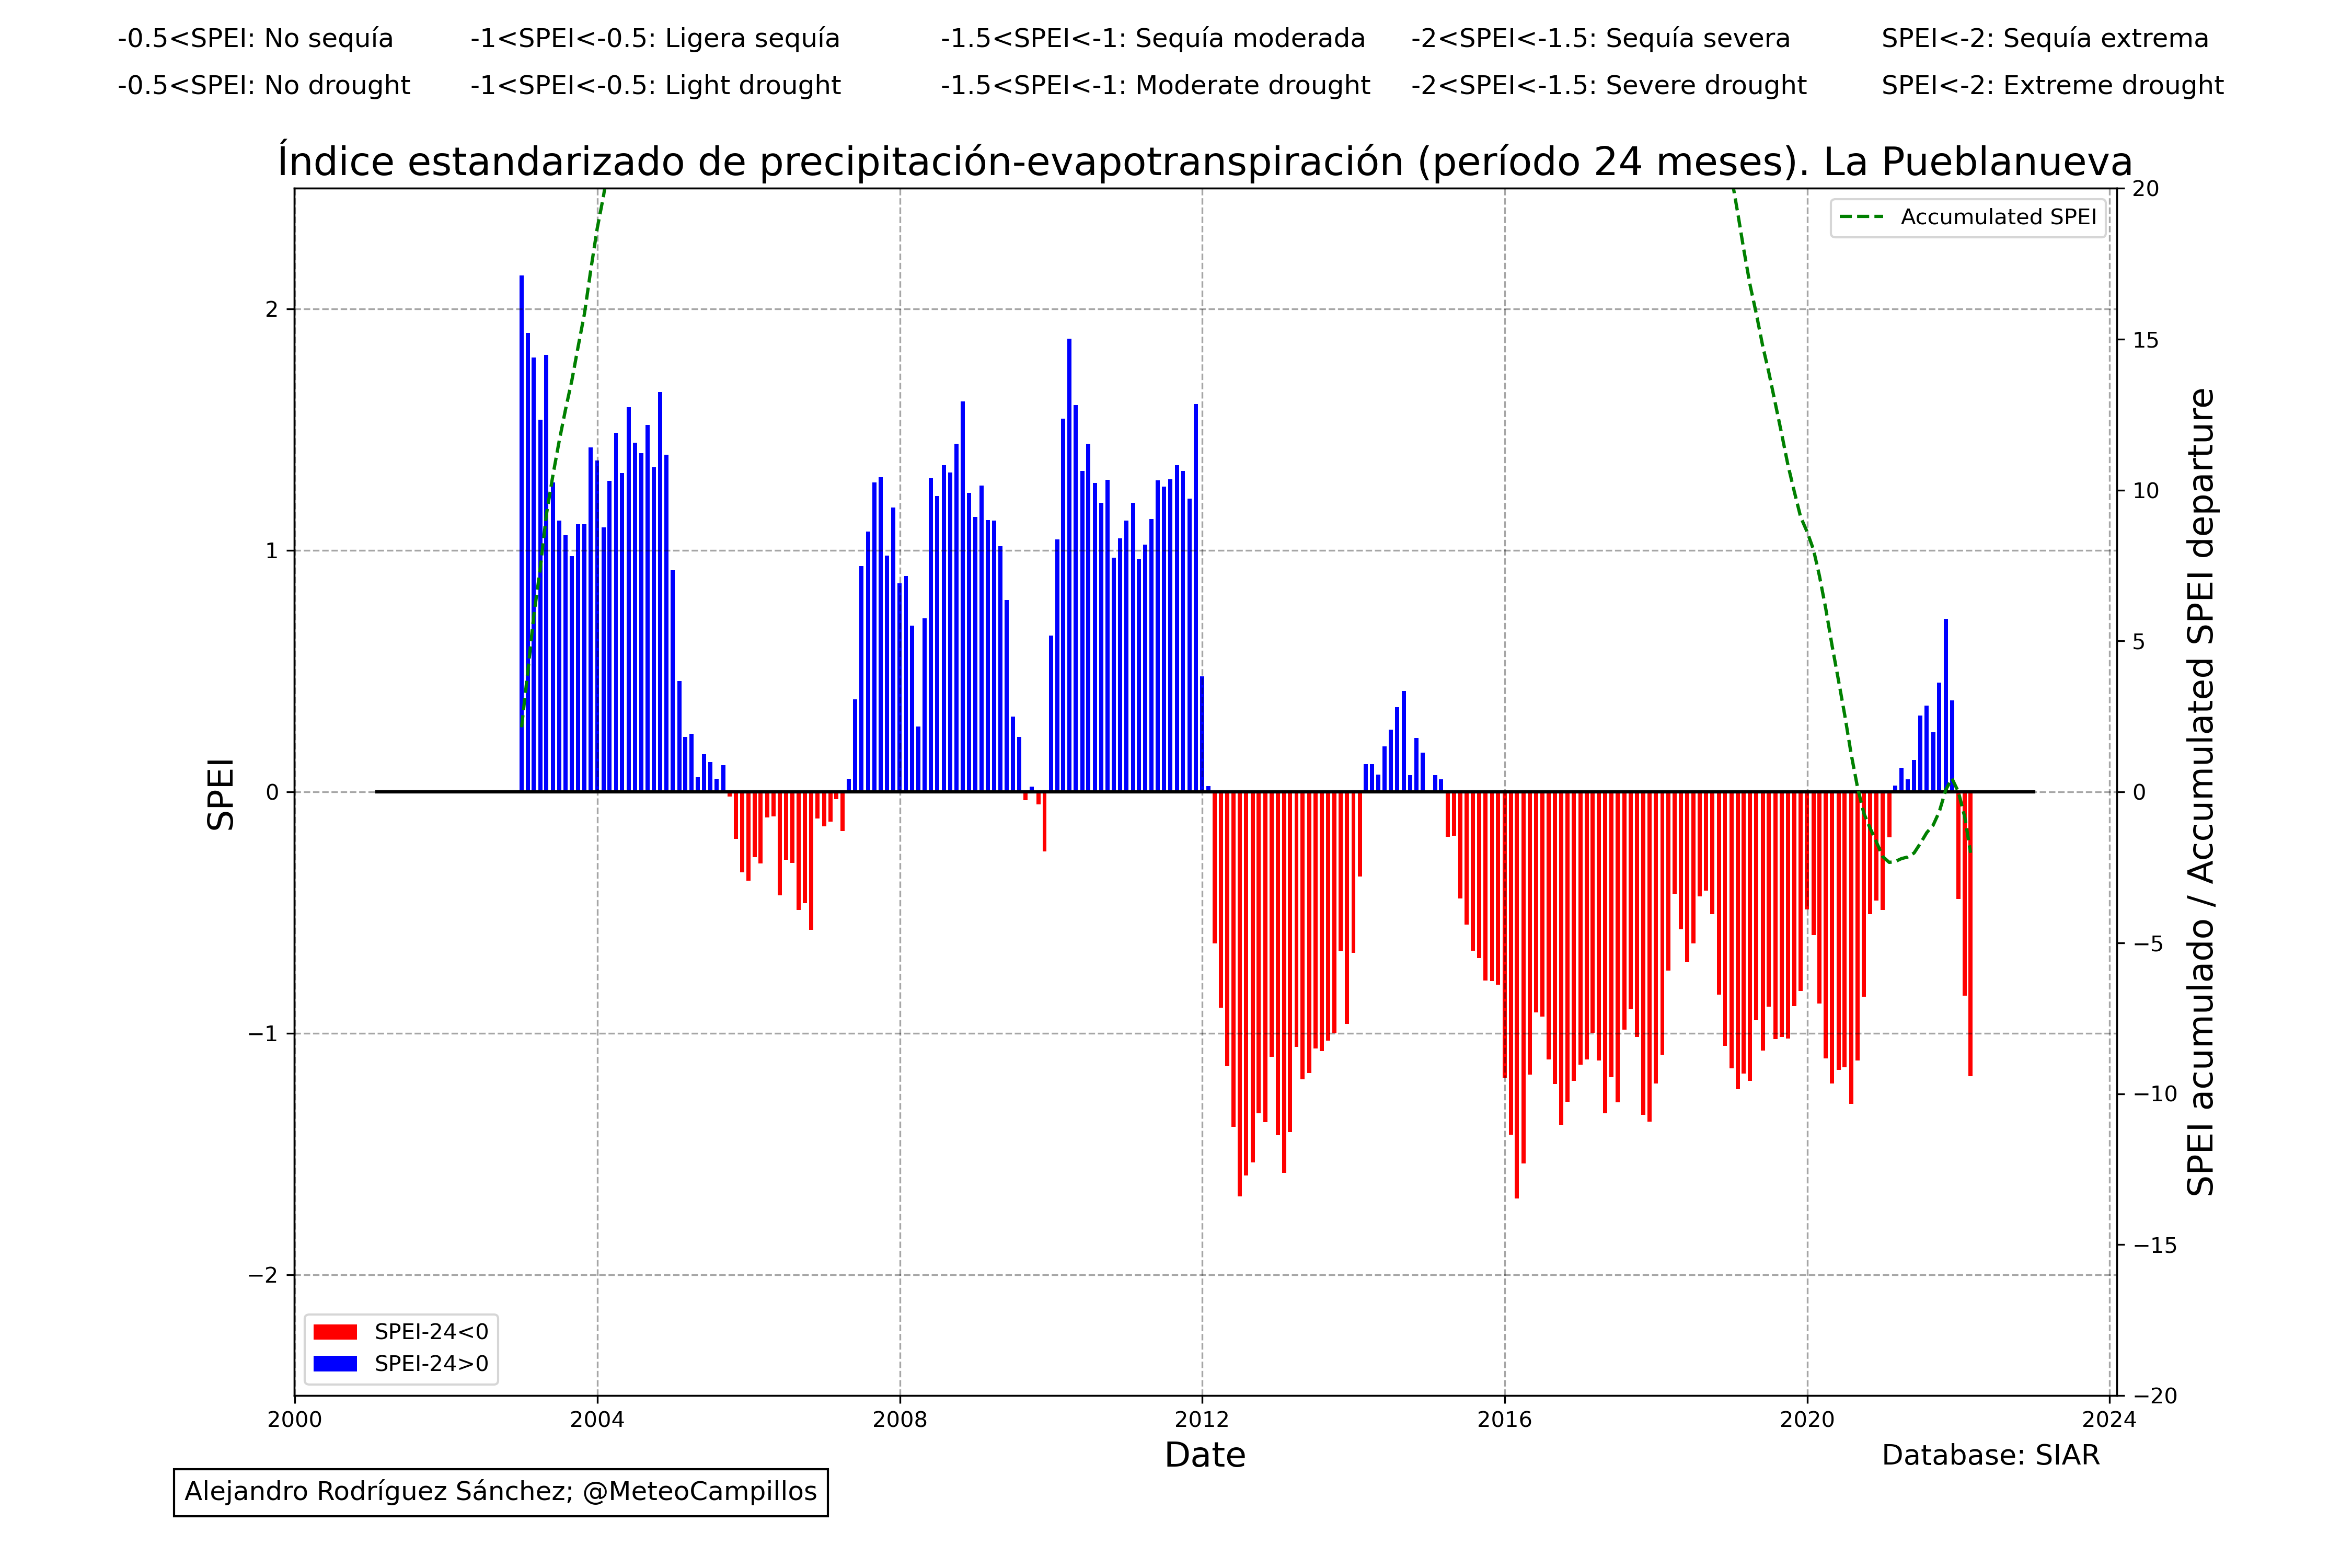 -0.5<SPEI: No sequía -1<SPEI<-0.5: Ligera sequía -1.5<SPEI<-1: Sequía moderada -2<SPEI<-1.5: Sequía severa SPEI<-2: Sequía extrema
-0.5<SPEI: No drought -1<SPEI<-0.5: Light drought -1.5<SPEI<-1: Moderate drought -2<SPEI<-1.5: Severe drought SPEI<-2: Extreme drought
Índice estandarizado de precipitación-evapotranspiración (período 24 meses). La Pueblanueva
Accumulated SPEI
SPEI
2
1
0
−1
−2
20
15
10
5
0
−5
−10
−15
−20
SPEI acumulado / Accumulated SPEI departure
SPEI-24<0
SPEI-24>0
2000 2004 2008 2012 2016 2020 2024
Date
Database: SIAR
Alejandro Rodríguez Sánchez; @MeteoCampillos